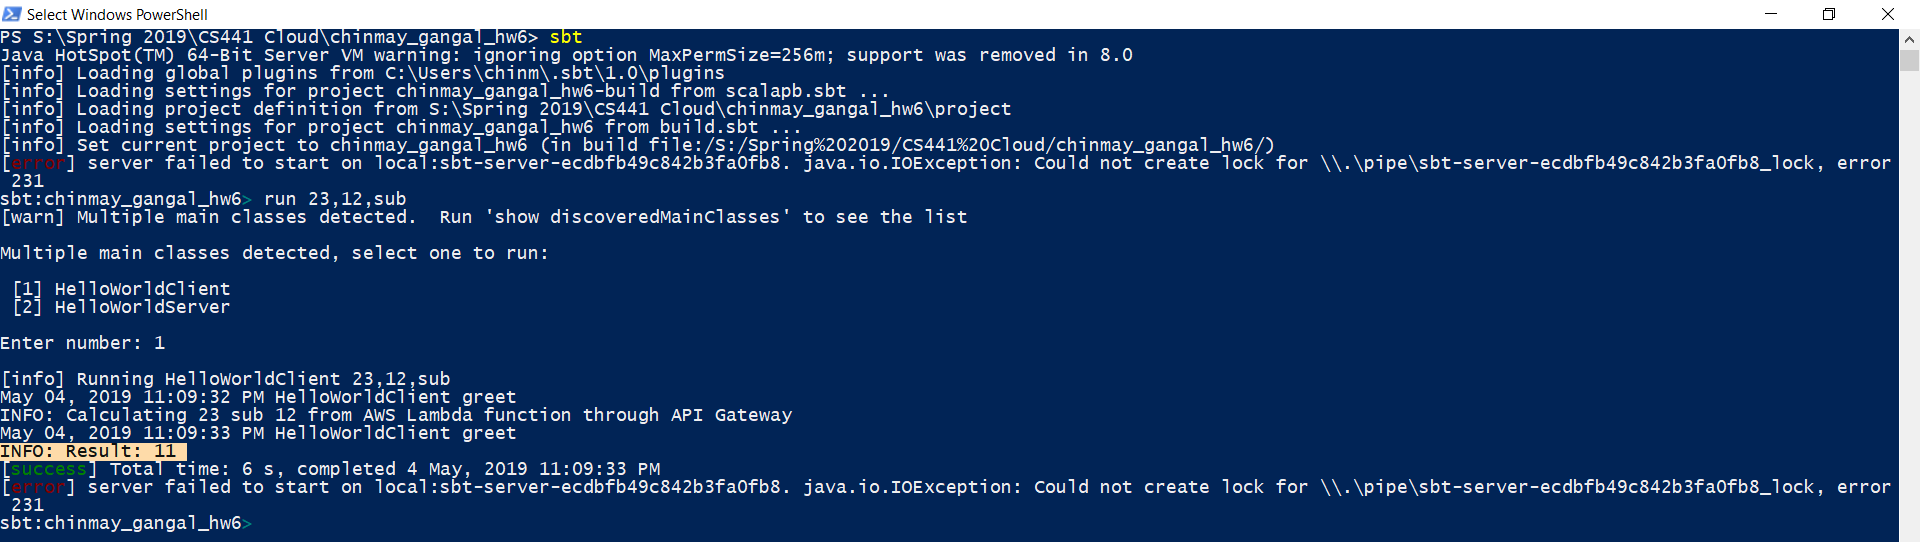 Select Windows PowerShell
PS S:\Spring 2019\CS441 Cloud\chinmay_gangal_hw6> sbt
Java HotSpot(TM) 64-Bit Server VM warning: ignoring option MaxPermSize=256m; support was removed in 8.0
[info] Loading global plugins from C:\Users\chinm\.sbt\1.0\plugins
[info] Loading settings for project chinmay_gangal_hw6-build from scalapb.sbt ...
[info] Loading project definition from S:\Spring 2019\CS441 Cloud\chinmay_gangal_hw6\project
[info] Loading settings for project chinmay_gangal_hw6 from build.sbt ...
[info] Set current project to chinmay_gangal_hw6 (in build file:/S:/Spring%202019/CS441%20Cloud/chinmay_gangal_hw6/)
[error] server failed to start on local:sbt-server-ecdbfb49c842b3fa0fb8. java.io.IOException: Could not create lock for \\.\pipe\sbt-server-ecdbfb49c842b3fa0fb8_lock, error
231
sbt:chinmay_gangal_hw6> run 23,12,sub
[warn] Multiple main classes detected.  Run 'show discoveredMainClasses' to see the list
Multiple main classes detected, select one to run:
[1] HelloWorldClient
[2] HelloWorldServer
Enter number: 1
[info] Running HelloWorldClient 23,12,sub
May 04, 2019 11:09:32 PM HelloWorldClient greet
INFO: Calculating 23 sub 12 from AWS Lambda function through API Gateway
May 04, 2019 11:09:33 PM HelloWorldClient greet
INFO: Result: 11
[success] Total time: 6 s, completed 4 May, 2019 11:09:33 PM
[error] server failed to start on local:sbt-server-ecdbfb49c842b3fa0fb8. java.io.IOException: Could not create lock for \\.\pipe\sbt-server-ecdbfb49c842b3fa0fb8_lock, error
231
sbt:chinmay_gangal_hw6>